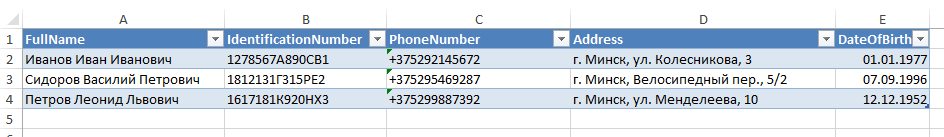 A B C D E
1 FullName IdentificationNumber PhoneNumber Address DateOfBirth
2 Иванов Иван Иванович 1278567А890СВ1 +375292145672 г. Минск, ул. Колесникова, 3 01.01.1977
3 Сидоров Василий Петрович 1812131Г315РЕ2 +375295469287 г. Минск, Велосипедный пер., 5/2 07.09.1996
4 Петров Леонид Львович 1617181К920НХ3 +375299887392 г. Минск, ул. Менделеева, 10 12.12.1952
5